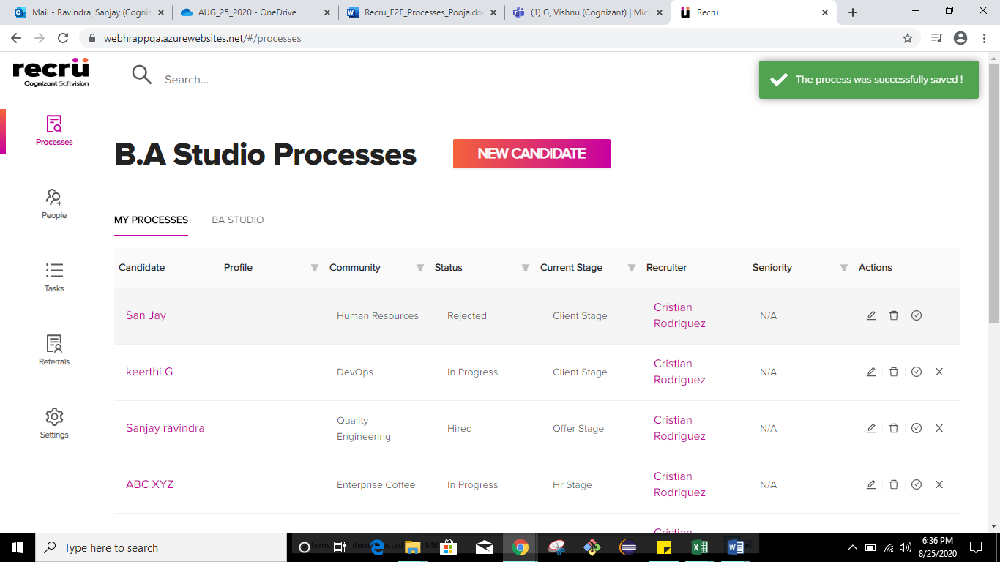 Mail - Ravindra, Sanjay (Cogniz
AUG_25_2020 - OneDrive
Recru_E2E_Processes_Pooja.do
(1) G, Vishnu (Cognizant) | Mic
Recru
webhrappqa.azurewebsites.net/#/processes
recrü
Cognizant Softvision
Search...
The process was successfully saved !
Processes
People
Tasks
Referrals
Settings
B.A Studio Processes
NEW CANDIDATE
MY PROCESSES BA STUDIO
Candidate Profile Community Status Current Stage Recruiter Seniority Actions
San Jay Human Resources Rejected Client Stage Cristian Rodriguez N/A
keerthi G DevOps In Progress Client Stage Cristian Rodriguez N/A
Sanjay ravindra Quality Engineering Hired Offer Stage Cristian Rodriguez N/A
ABC XYZ Enterprise Coffee In Progress Hr Stage Cristian Rodriguez N/A
Cristian
Type here to search
6:36 PM
8/25/2020